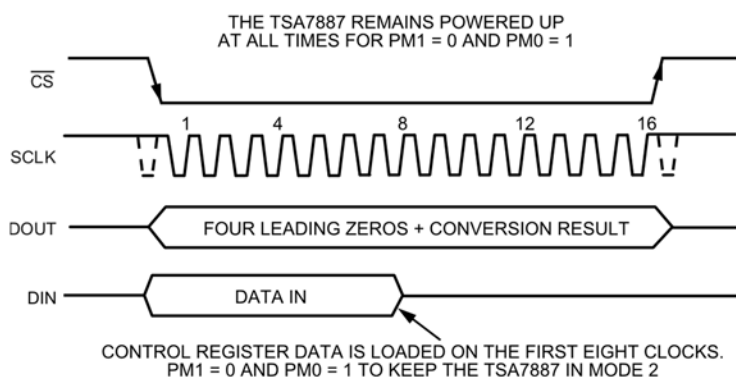 THE TSA7887 REMAINS POWERED UP
AT ALL TIMES FOR PM1 = 0 AND PM0 = 1
CS
1 4 8 12 16
SCLK
DOUT FOUR LEADING ZEROS + CONVERSION RESULT
DIN DATA IN
CONTROL REGISTER DATA IS LOADED ON THE FIRST EIGHT CLOCKS.
PM1 = 0 AND PM0 = 1 TO KEEP THE TSA7887 IN MODE 2